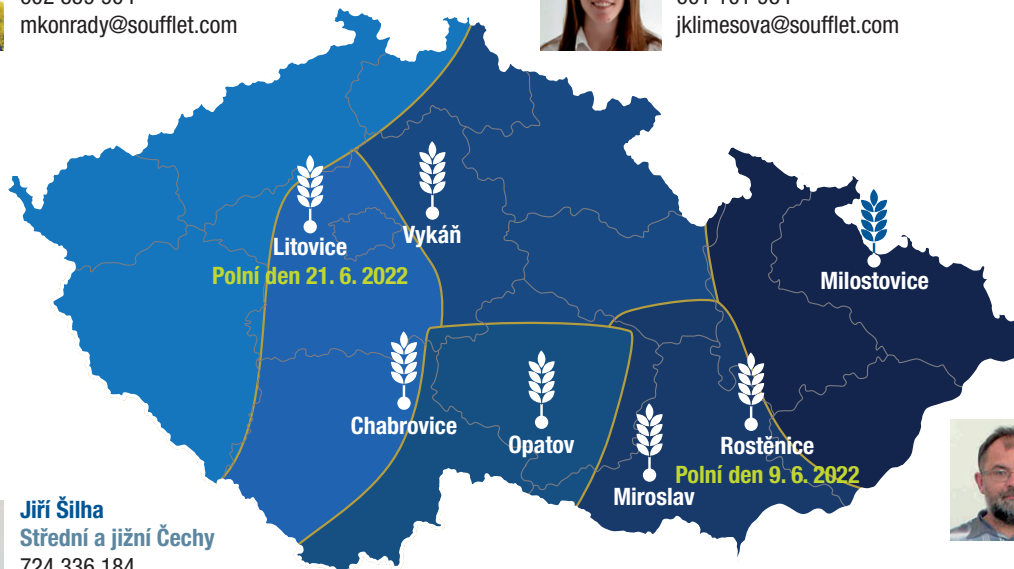 mkonrady@soufflet.com
jklimesova@soufflet.com
Litovice
Polní den 21. 6. 2022
Vykáň
Milostovice
Chabrovice
Opatov
Rostěnice
Polní den 9. 6. 2022
Miroslav
Jiří Šilha
Střední a jižní Čechy
724 336 184